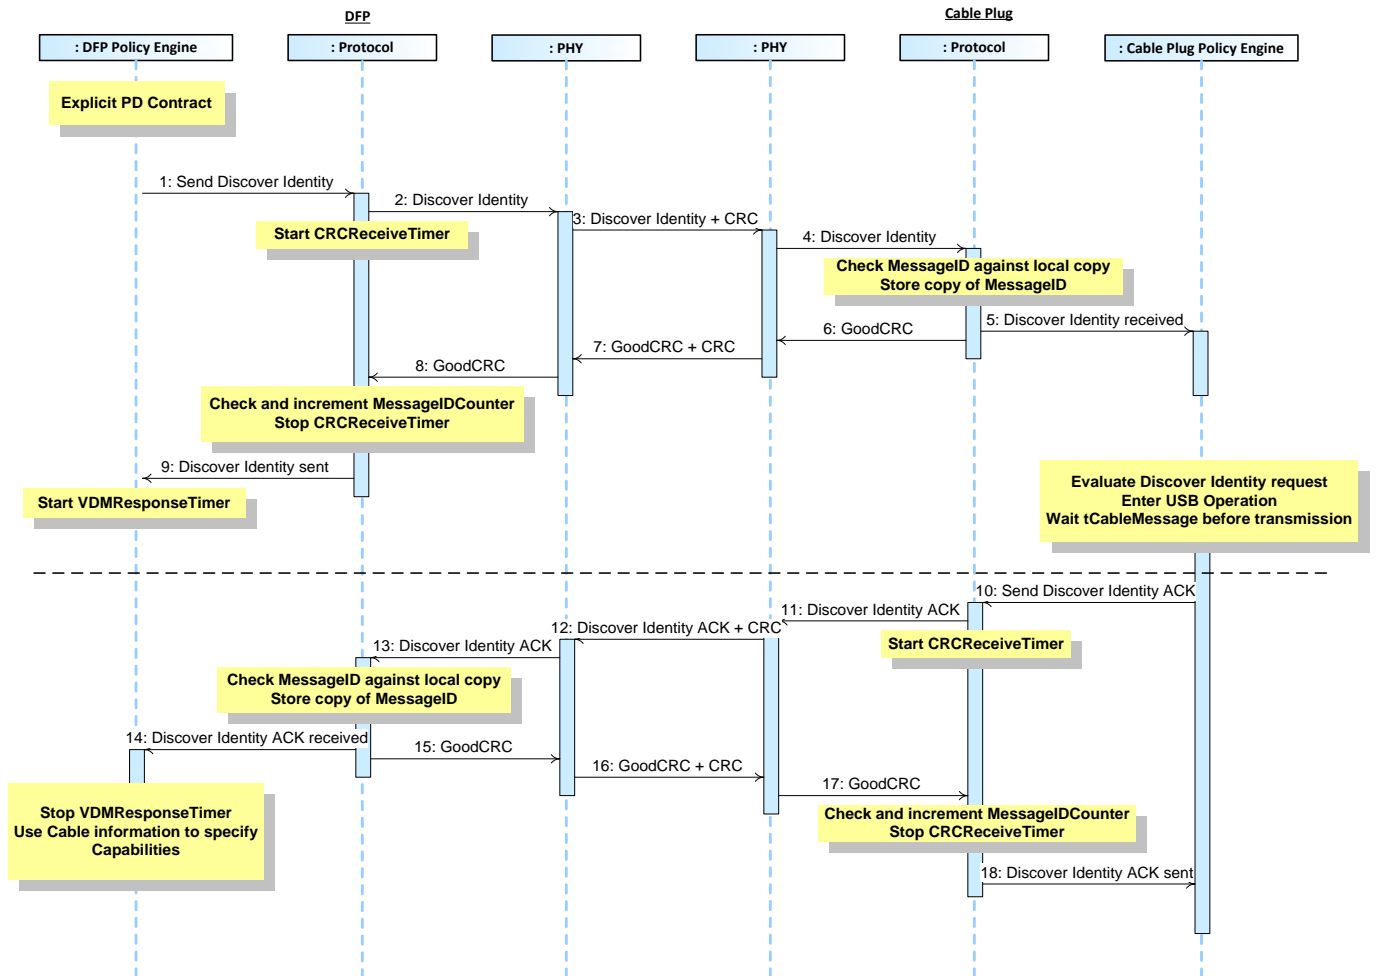 DFP
Cable Plug
: DFP Policy Engine
: Protocol
: PHY
: PHY
: Protocol
: Cable Plug Policy Engine
Explicit PD Contract
1: Send Discover Identity
2: Discover Identity
3: Discover Identity + CRC
Start CRCReceiveTimer
4: Discover Identity
Check MessageID against local copy
Store copy of MessageID
5: Discover Identity received
6: GoodCRC
7: GoodCRC + CRC
8: GoodCRC
Check and increment MessageIDCounter
Stop CRCReceiveTimer
9: Discover Identity sent
Start VDMResponseTimer
Evaluate Discover Identity request
Enter USB Operation
Wait tCableMessage before transmission
10: Send Discover Identity ACK
11: Discover Identity ACK
12: Discover Identity ACK + CRC
Start CRCReceiveTimer
13: Discover Identity ACK
Check MessageID against local copy
Store copy of MessageID
14: Discover Identity ACK received
15: GoodCRC
16: GoodCRC + CRC
17: GoodCRC
Stop VDMResponseTimer
Use Cable information to specify
Capabilities
Check and increment MessageIDCounter
Stop CRCReceiveTimer
18: Discover Identity ACK sent